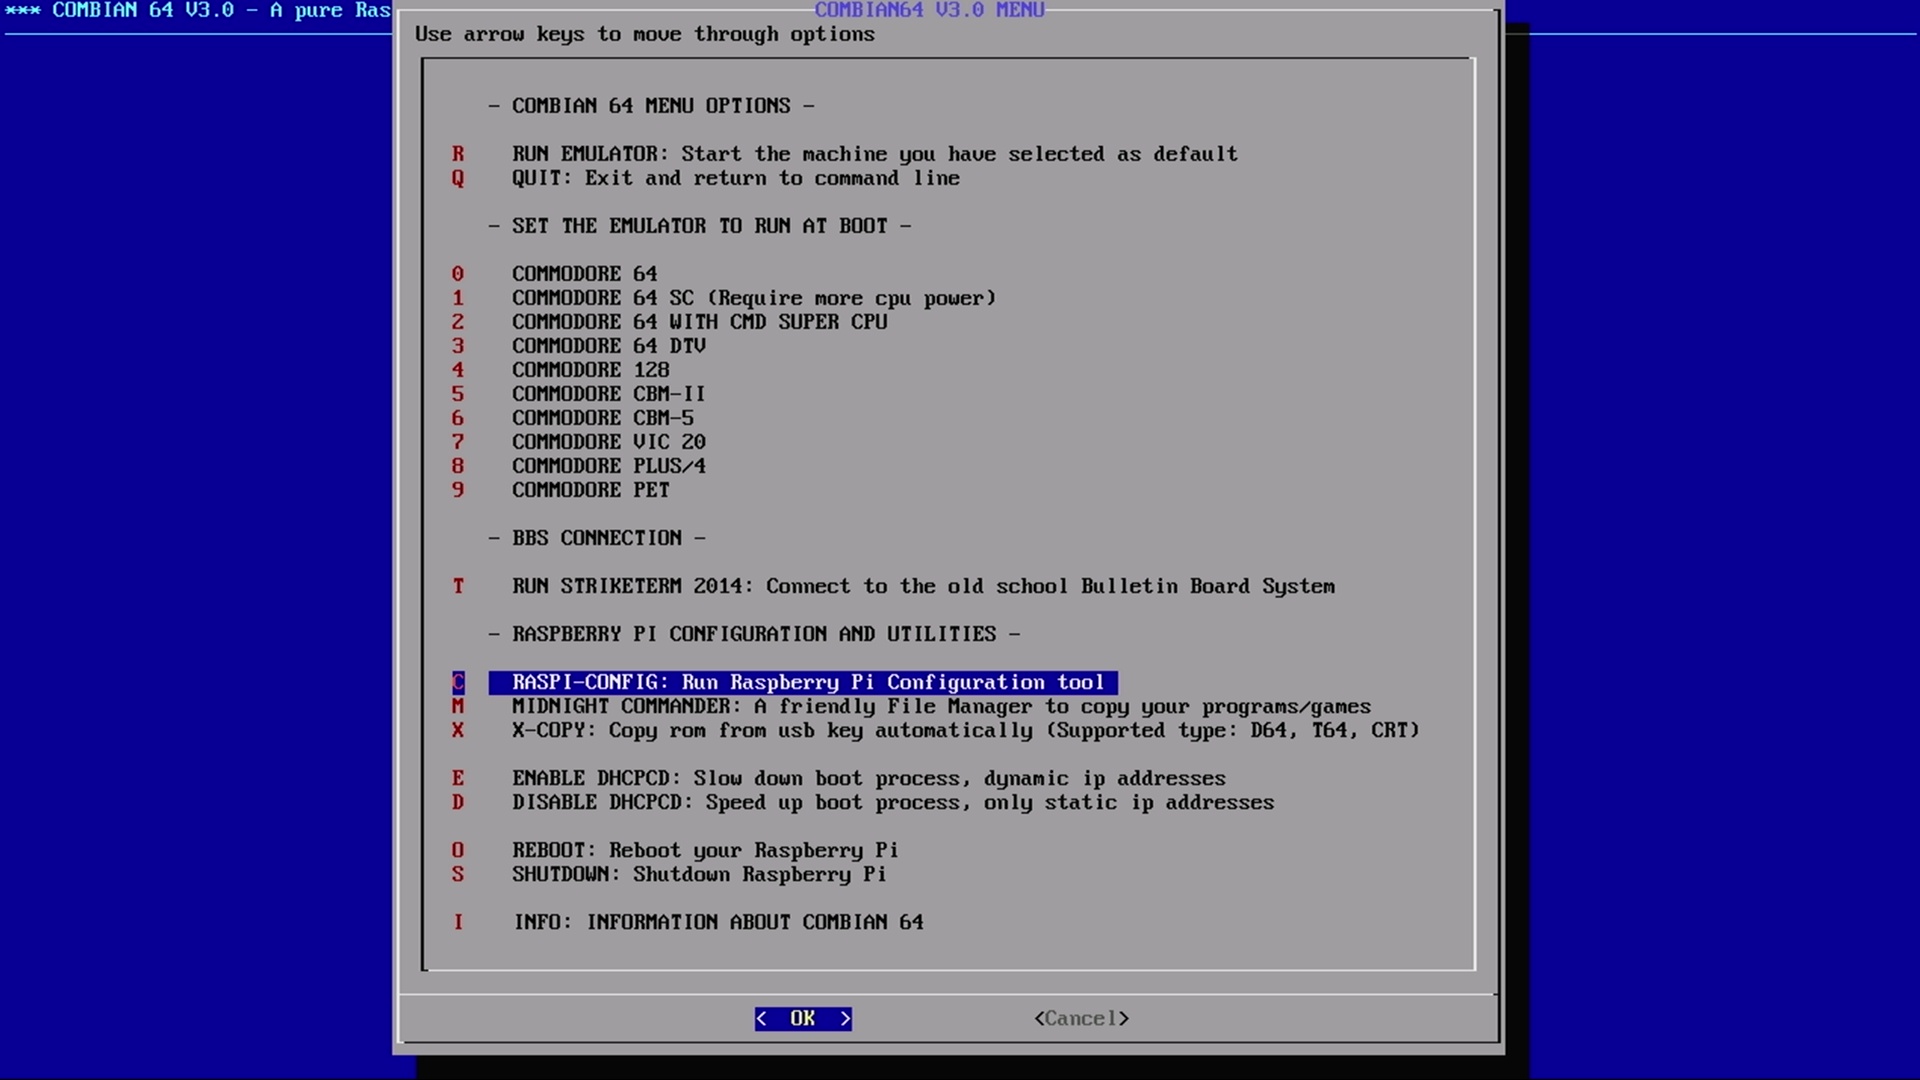 *** COMBIAN 64 V3.0 - A pure Ras
COMBIAN64 V3.0 MENU
Use arrow keys to move through options
- COMBIAN 64 MENU OPTIONS -
R RUN EMULATOR: Start the machine you have selected as default
Q QUIT: Exit and return to command line
- SET THE EMULATOR TO RUN AT BOOT -
0 COMMODORE 64
1 COMMODORE 64 SC (Require more cpu power)
2 COMMODORE 64 WITH CMD SUPER CPU
3 COMMODORE 64 DTV
4 COMMODORE 128
5 COMMODORE CBM-II
6 COMMODORE CBM-5
7 COMMODORE VIC 20
8 COMMODORE PLUS/4
9 COMMODORE PET
- BBS CONNECTION -
T RUN STRIKETERM 2014: Connect to the old school Bulletin Board System
- RASPBERRY PI CONFIGURATION AND UTILITIES -
C RASPI-CONFIG: Run Raspberry Pi Configuration tool
M MIDNIGHT COMMANDER: A friendly File Manager to copy your programs/games
X X-COPY: Copy rom from usb key automatically (Supported type: D64, T64, CRT)
E ENABLE DHCPCD: Slow down boot process, dynamic ip addresses
D DISABLE DHCPCD: Speed up boot process, only static ip addresses
O REBOOT: Reboot your Raspberry Pi
S SHUTDOWN: Shutdown Raspberry Pi
I INFO: INFORMATION ABOUT COMBIAN 64
< OK > <Cancel>